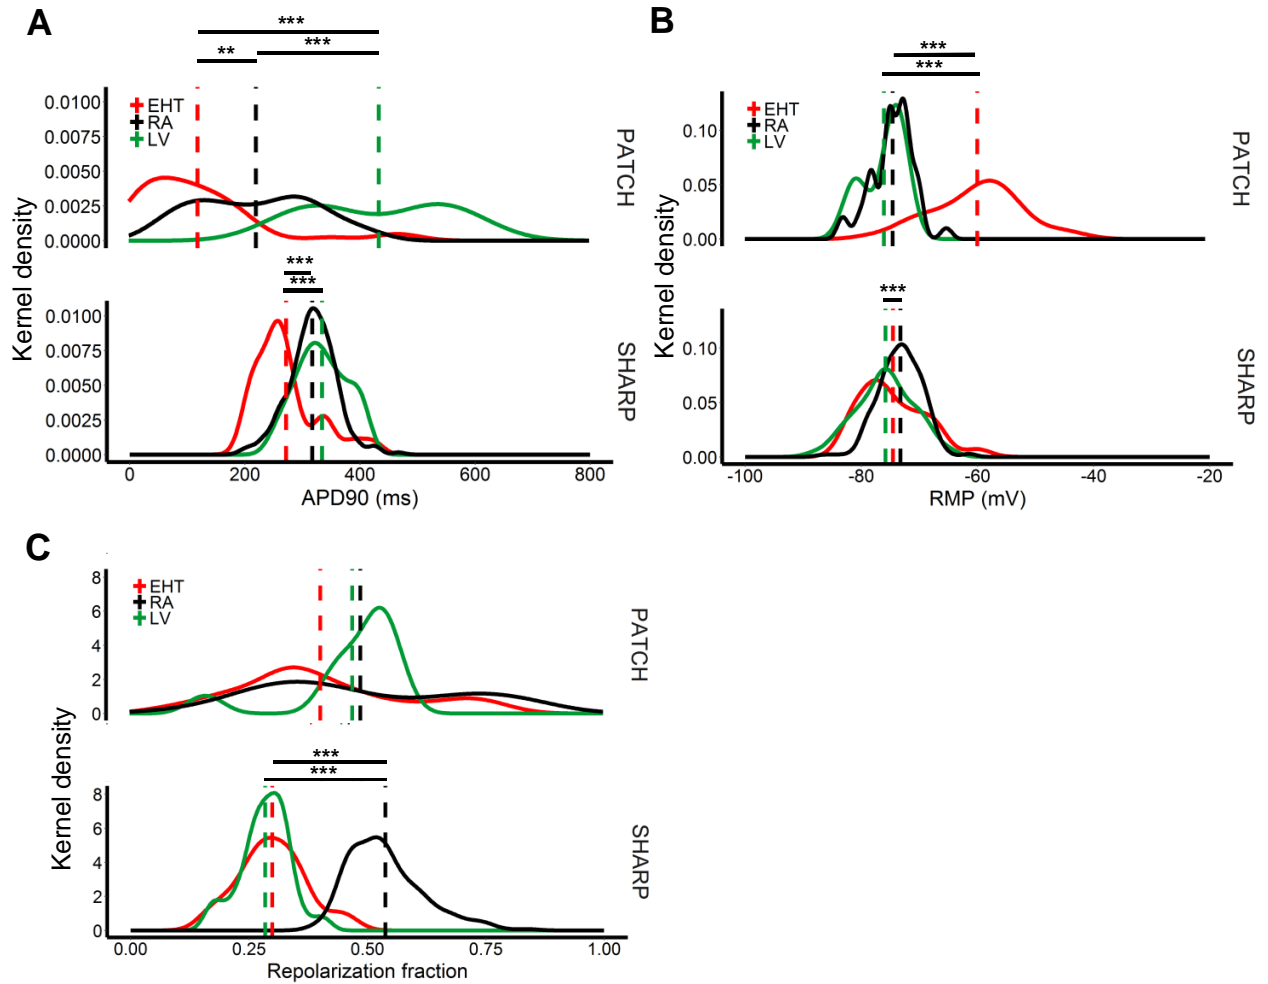 A
***
***
**
0.0100
0.0075
0.0050
0.0025
0.0000
EHT
RA
LV
PATCH
***
***
0.0100
0.0075
0.0050
0.0025
0.0000
SHARP
Kernel density
0
200
400
600
800
APD90 (ms)
B
***
***
0.10
0.05
0.00
EHT
RA
LV
PATCH
***
0.10
0.05
0.00
SHARP
Kernel density
-100
-80
-60
-40
-20
RMP (mV)
C
8
6
4
2
0
EHT
RA
LV
PATCH
***
***
8
6
4
2
0
SHARP
Kernel density
0.00
0.25
0.50
0.75
1.00
Repolarization fraction